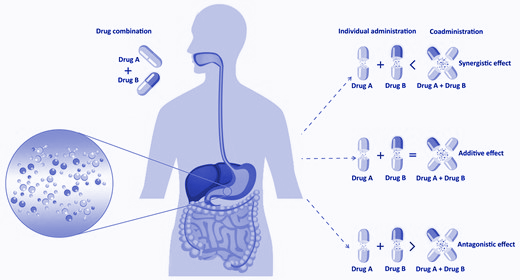 Drug combination
Drug A
+
Drug B
Individual administration
Coadministration
+ <
Synergistic effect
Drug A Drug B Drug A + Drug B
+ =
Additive effect
Drug A Drug B Drug A + Drug B
+ >
Antagonistic effect
Drug A Drug B Drug A + Drug B